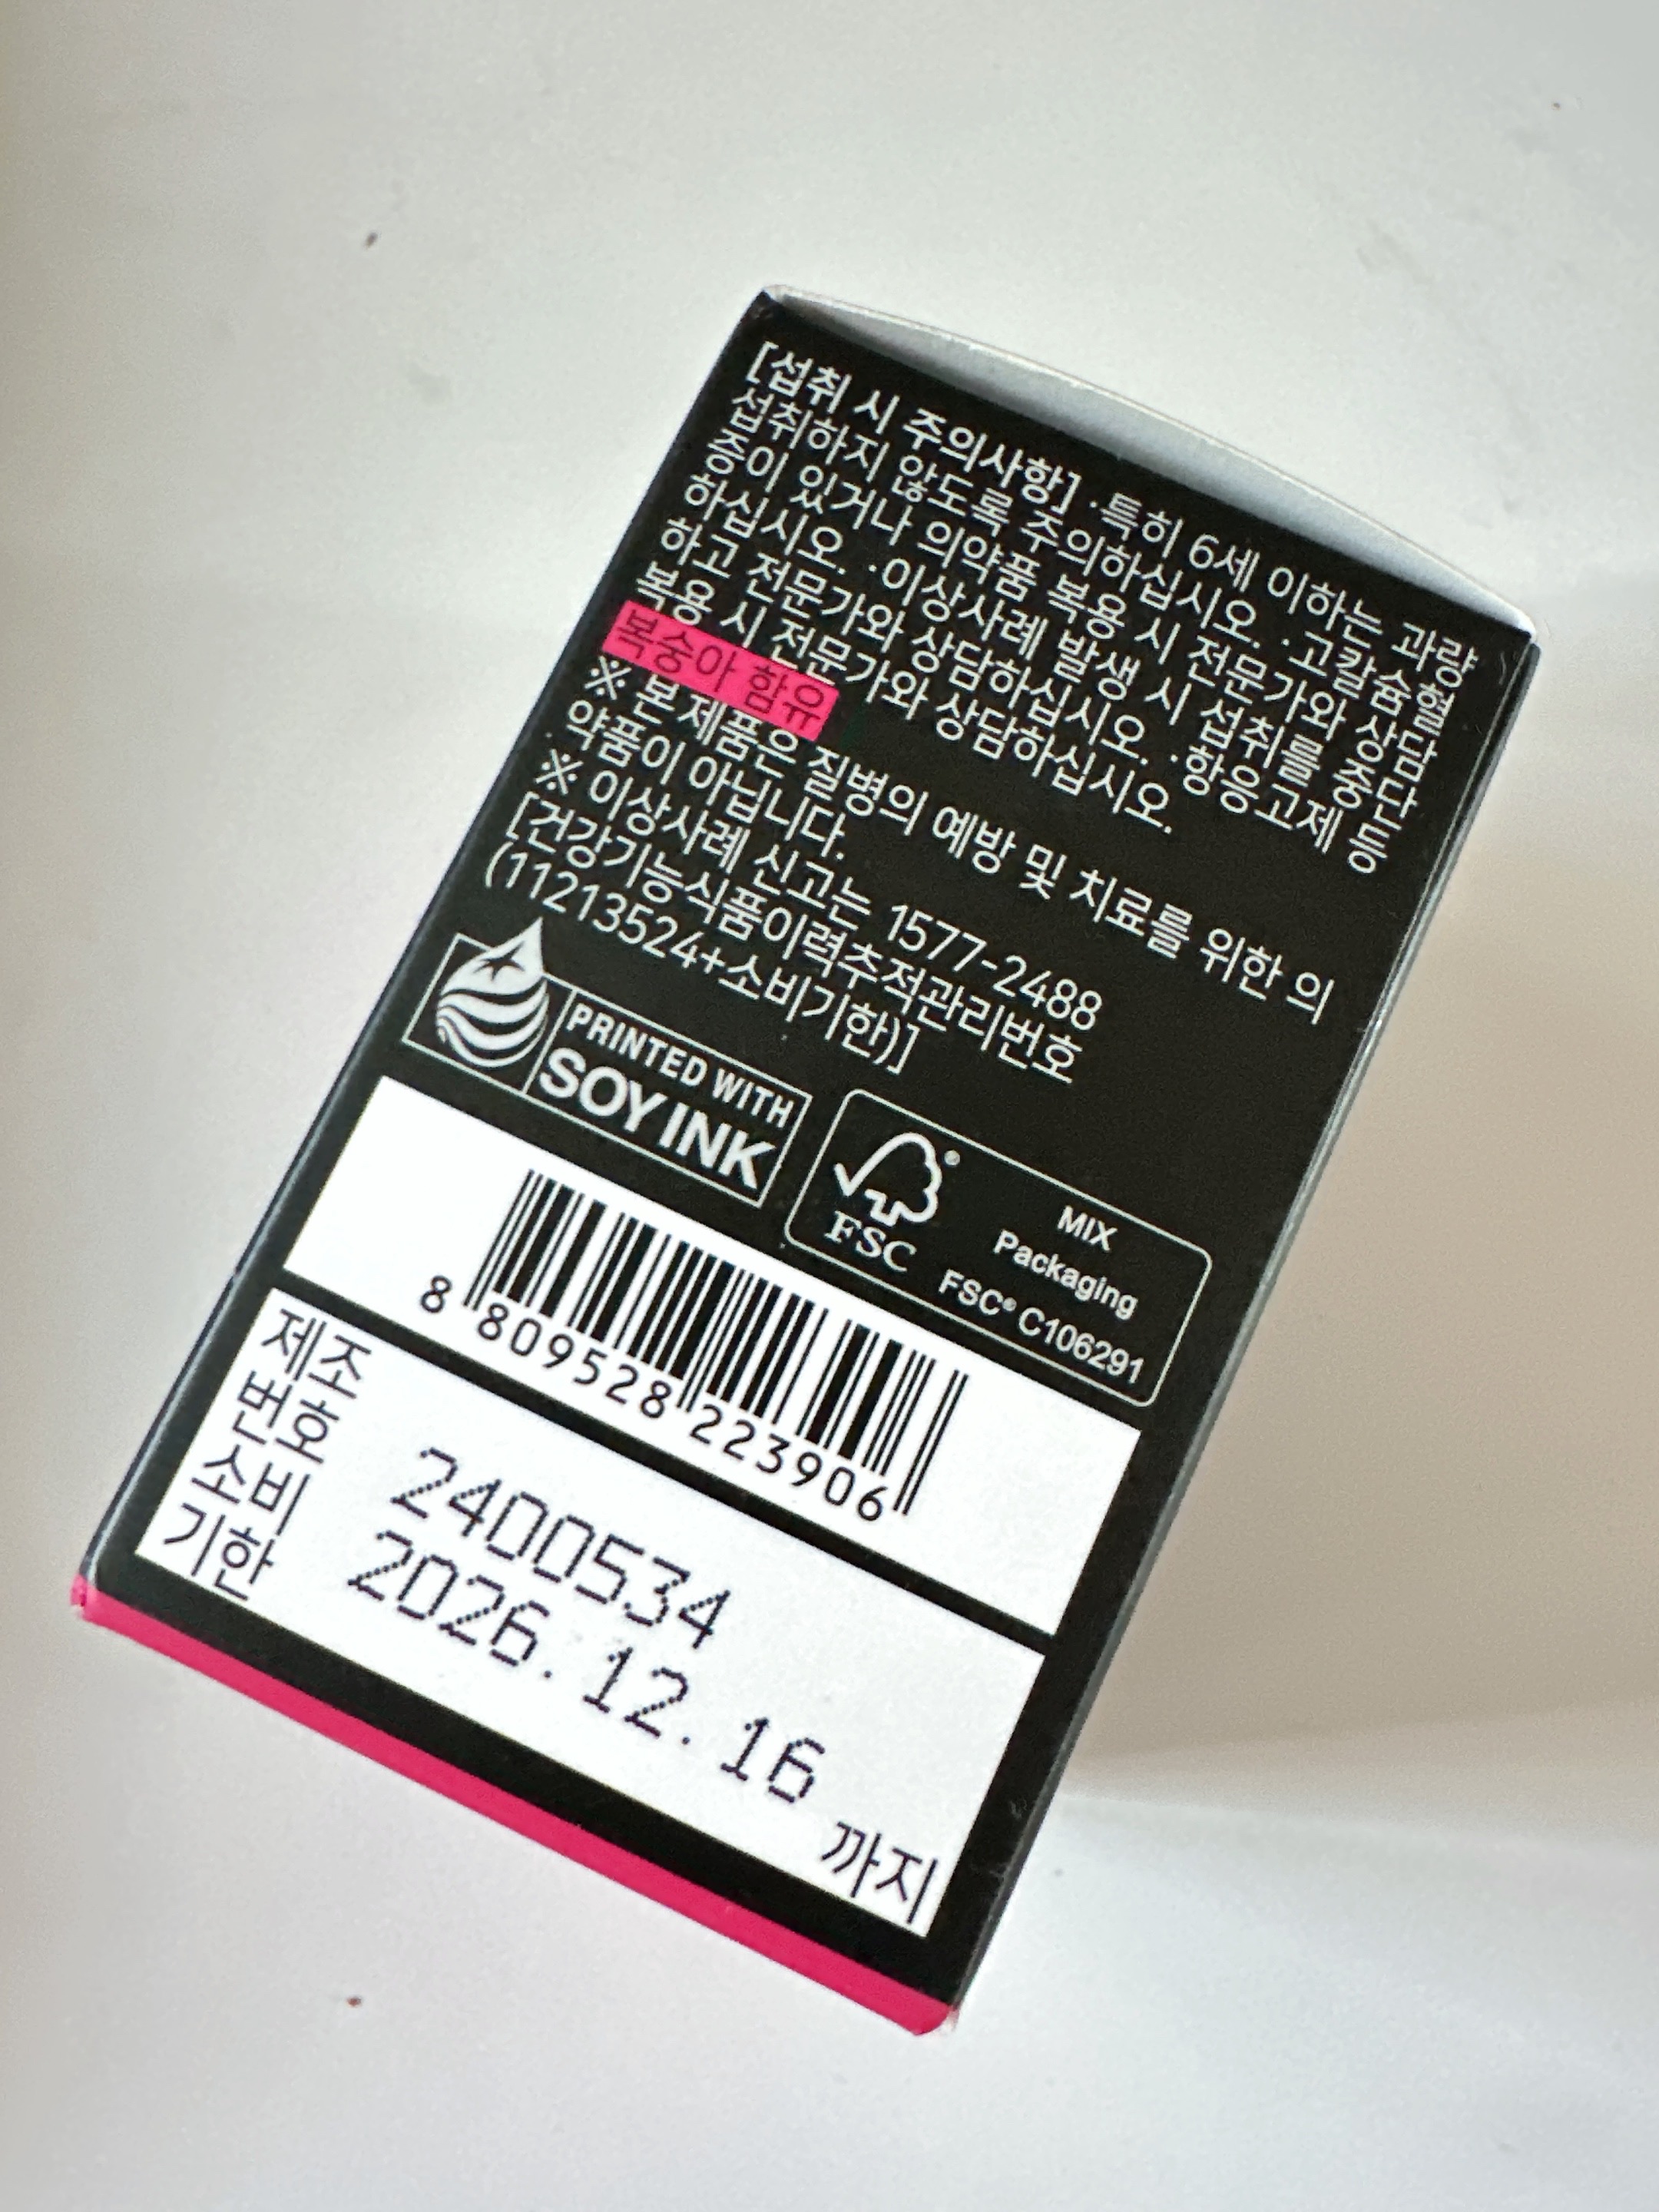 [섭취 시 주의사항] ·특히 6세 이하는 과량
섭취하지 않도록 주의하십시오. ·고칼슘혈
증이 있거나 의약품 복용 시 전문가와 상담
하십시오. ·이상사례 발생 시 섭취를 중단
하고 전문가와 상담하십시오. ·항응고제 등
복용 시 전문가와 상담하십시오.
복숭아 함유
※ 본 제품은 질병의 예방 및 치료를 위한 의
약품이 아닙니다.
※ 이상사례 신고는 1577-2488
[건강기능식품이력추적관리번호
(11213524+소비기한)]
PRINTED WITH
SOY INK
FSC
MIX
Packaging
FSC® C106291
8 809528 223906
제조
번호
2400534
소비
기한
2026.12.16
까지